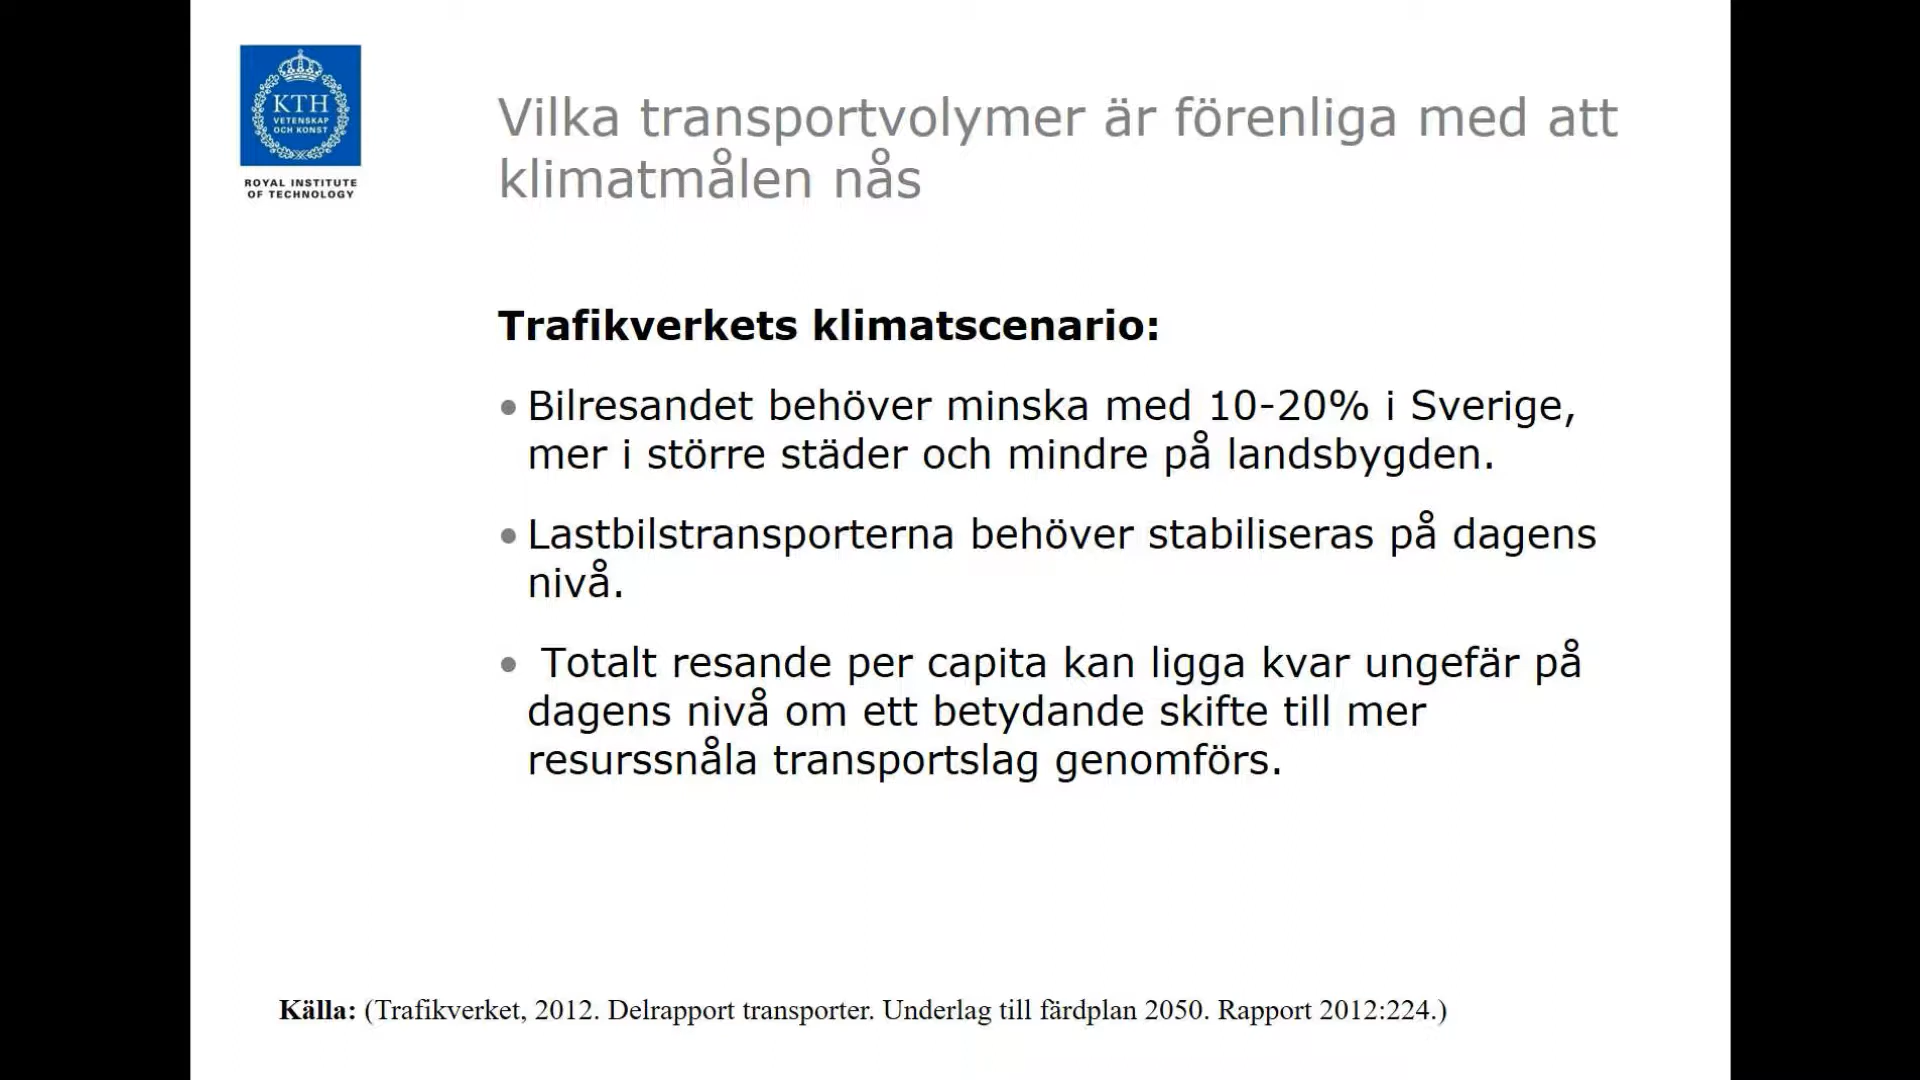 KTH
VETENSKAP
OCH KONST
ROYAL INSTITUTE
OF TECHNOLOGY
Vilka transportvolymer är förenliga med att
klimatmålen nås
Trafikverkets klimatscenario:
• Bilresandet behöver minska med 10-20% i Sverige,
mer i större städer och mindre på landsbygden.
• Lastbilstransporterna behöver stabiliseras på dagens
nivå.
• Totalt resande per capita kan ligga kvar ungefär på
dagens nivå om ett betydande skifte till mer
resurssnåla transportslag genomförs.
Källa: (Trafikverket, 2012. Delrapport transporter. Underlag till färdplan 2050. Rapport 2012:224.)